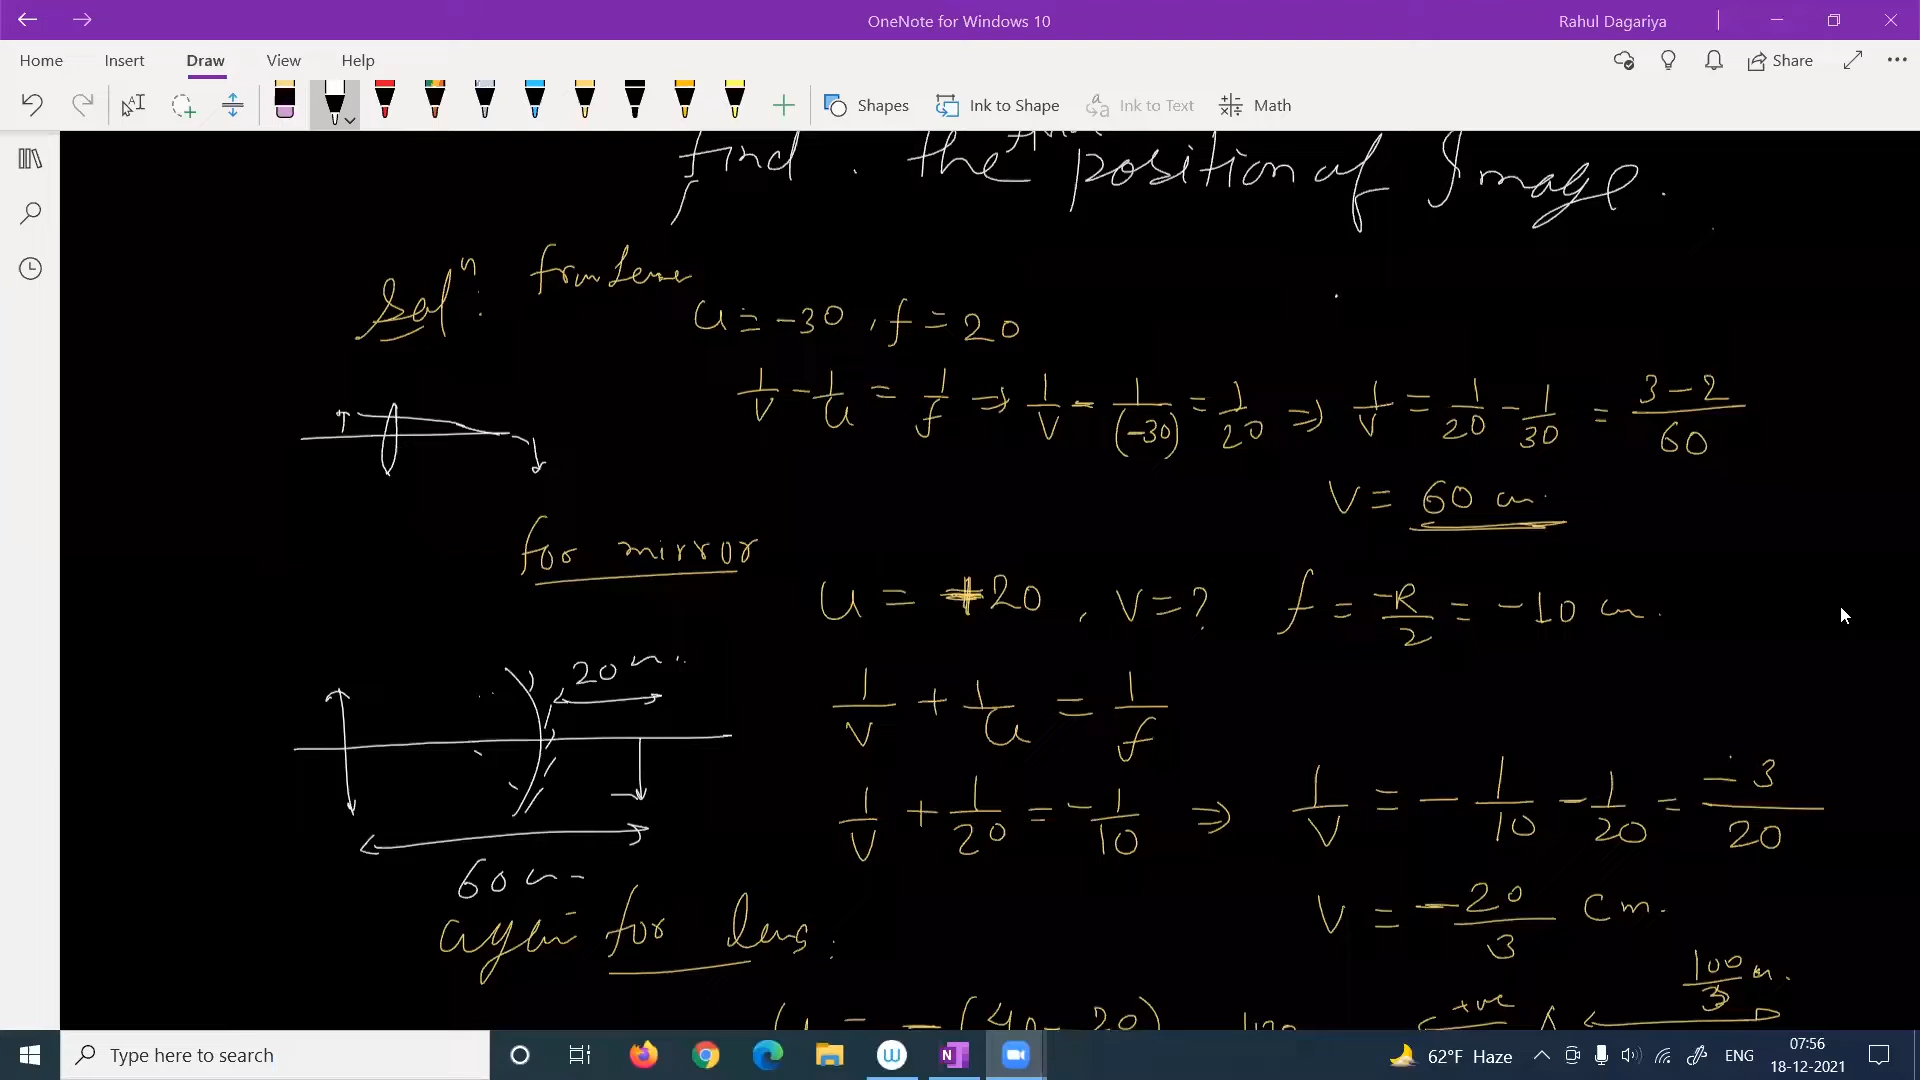 OneNote for Windows 10
Rahul Dagariya
Home Insert Draw View Help
Share
Shapes Ink to Shape Ink to Text Math
find . the position of Image.
Solⁿ:
u = -30 , f = 20
1/v - 1/u = 1/f ⇒ 1/v - 1/(-30) = 1/20 ⇒ 1/v = 1/20 - 1/30 = 3-2/60
v = 60 cm.
for mirror
u = +20 , v = ? f = -R/2 = -10 cm.
20 cm.
1/v + 1/u = 1/f
1/v + 1/20 = -1/10 ⇒ 1/v = -1/10 - 1/20 = -3/20
60 cm
v = -20/3 cm.
for lens.
100/3 cm.
+ve
Type here to search
62°F Haze
ENG
07:56
18-12-2021